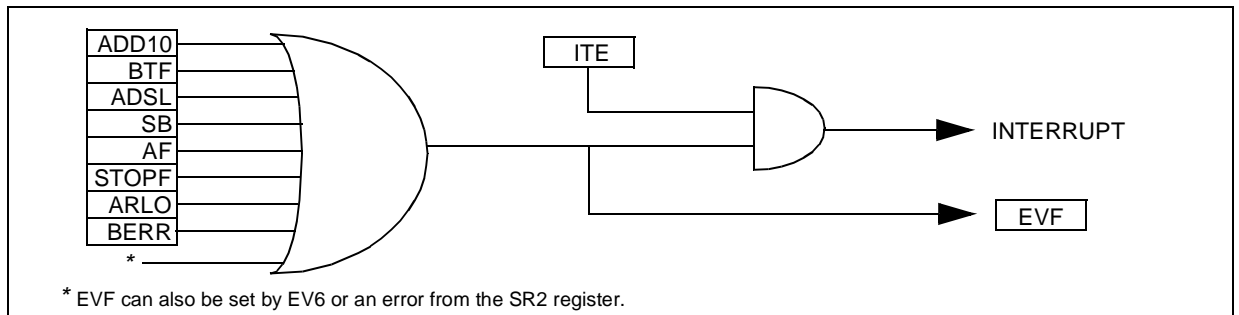 ADD10
BTF
ADSL
SB
AF
STOPF
ARLO
BERR
*
ITE
INTERRUPT
EVF
* EVF can also be set by EV6 or an error from the SR2 register.